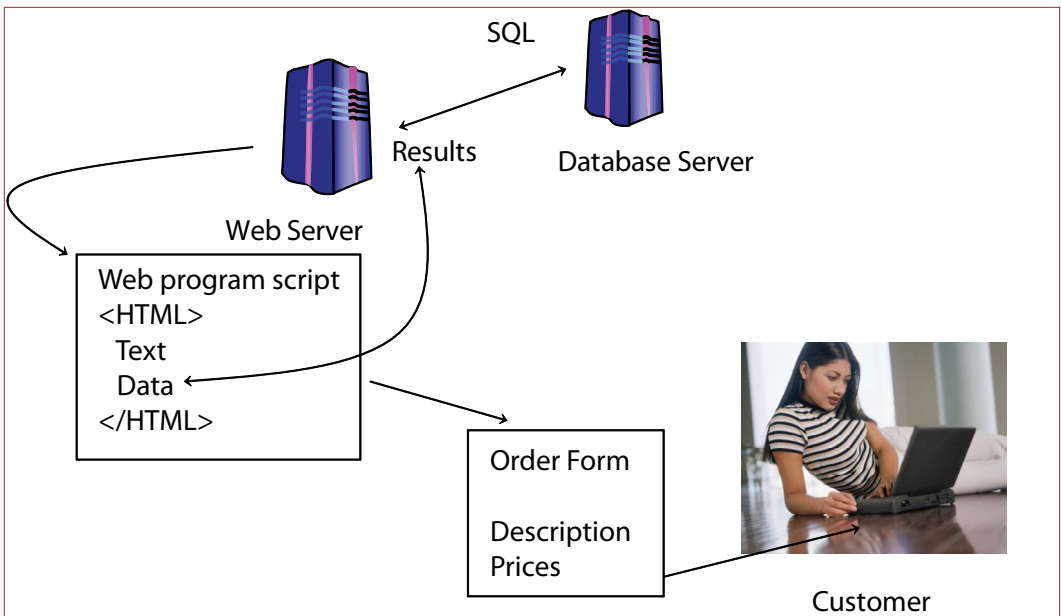 SQL
Results
Database Server
Web Server
Web program script
<HTML>
Text
Data
</HTML>
Order Form
Description
Prices
Customer